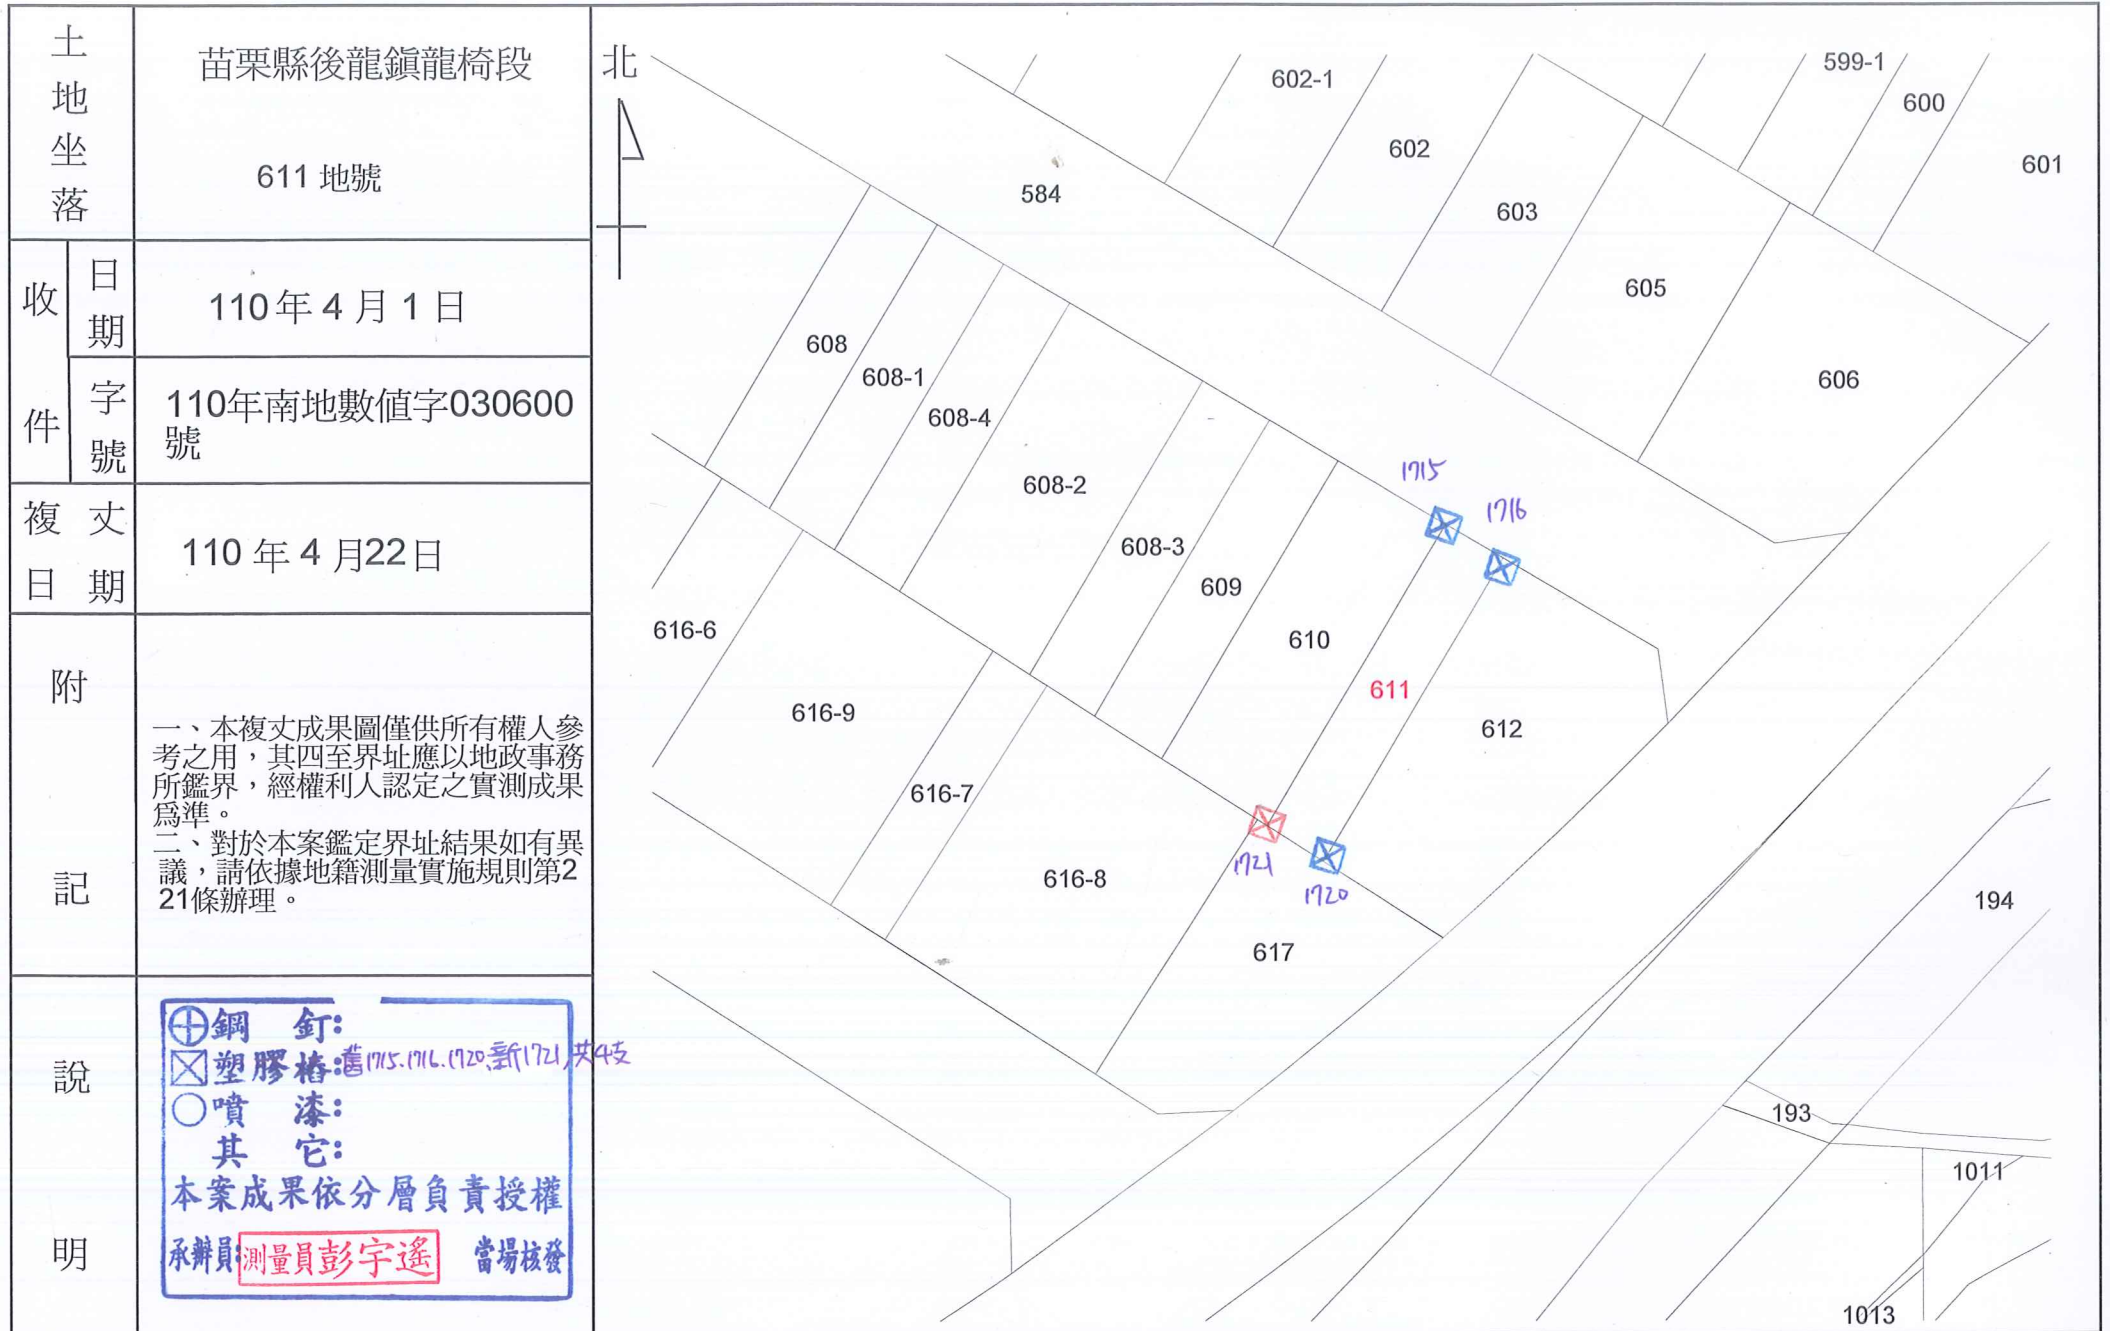 土地坐落
苗栗縣後龍鎮龍椅段
611 地號
收件
日期
110年 4 月 1 日
字號
110年南地數值字030600
號
複丈
日期
110 年 4 月22日
附記
一、本複丈成果圖僅供所有權人參
考之用，其四至界址應以地政事務
所鑑界，經權利人認定之實測成果
為準。
二、對於本案鑑定界址結果如有異
議，請依據地籍測量實施規則第2
21條辦理。
說明
鋼 釘:
塑膠樁:舊1715.1716.1720,新1721,共4支
噴 漆:
其 它:
本案成果依分層負責授權
承辦員:測量員彭宇遙 當場核發
北
599-1
602-1
600
602
601
584
603
605
608
606
608-1
608-4
1715
608-2
1716
608-3
609
616-6
610
611
616-9
612
616-7
1721
616-8
1720
194
617
193
1011
1013